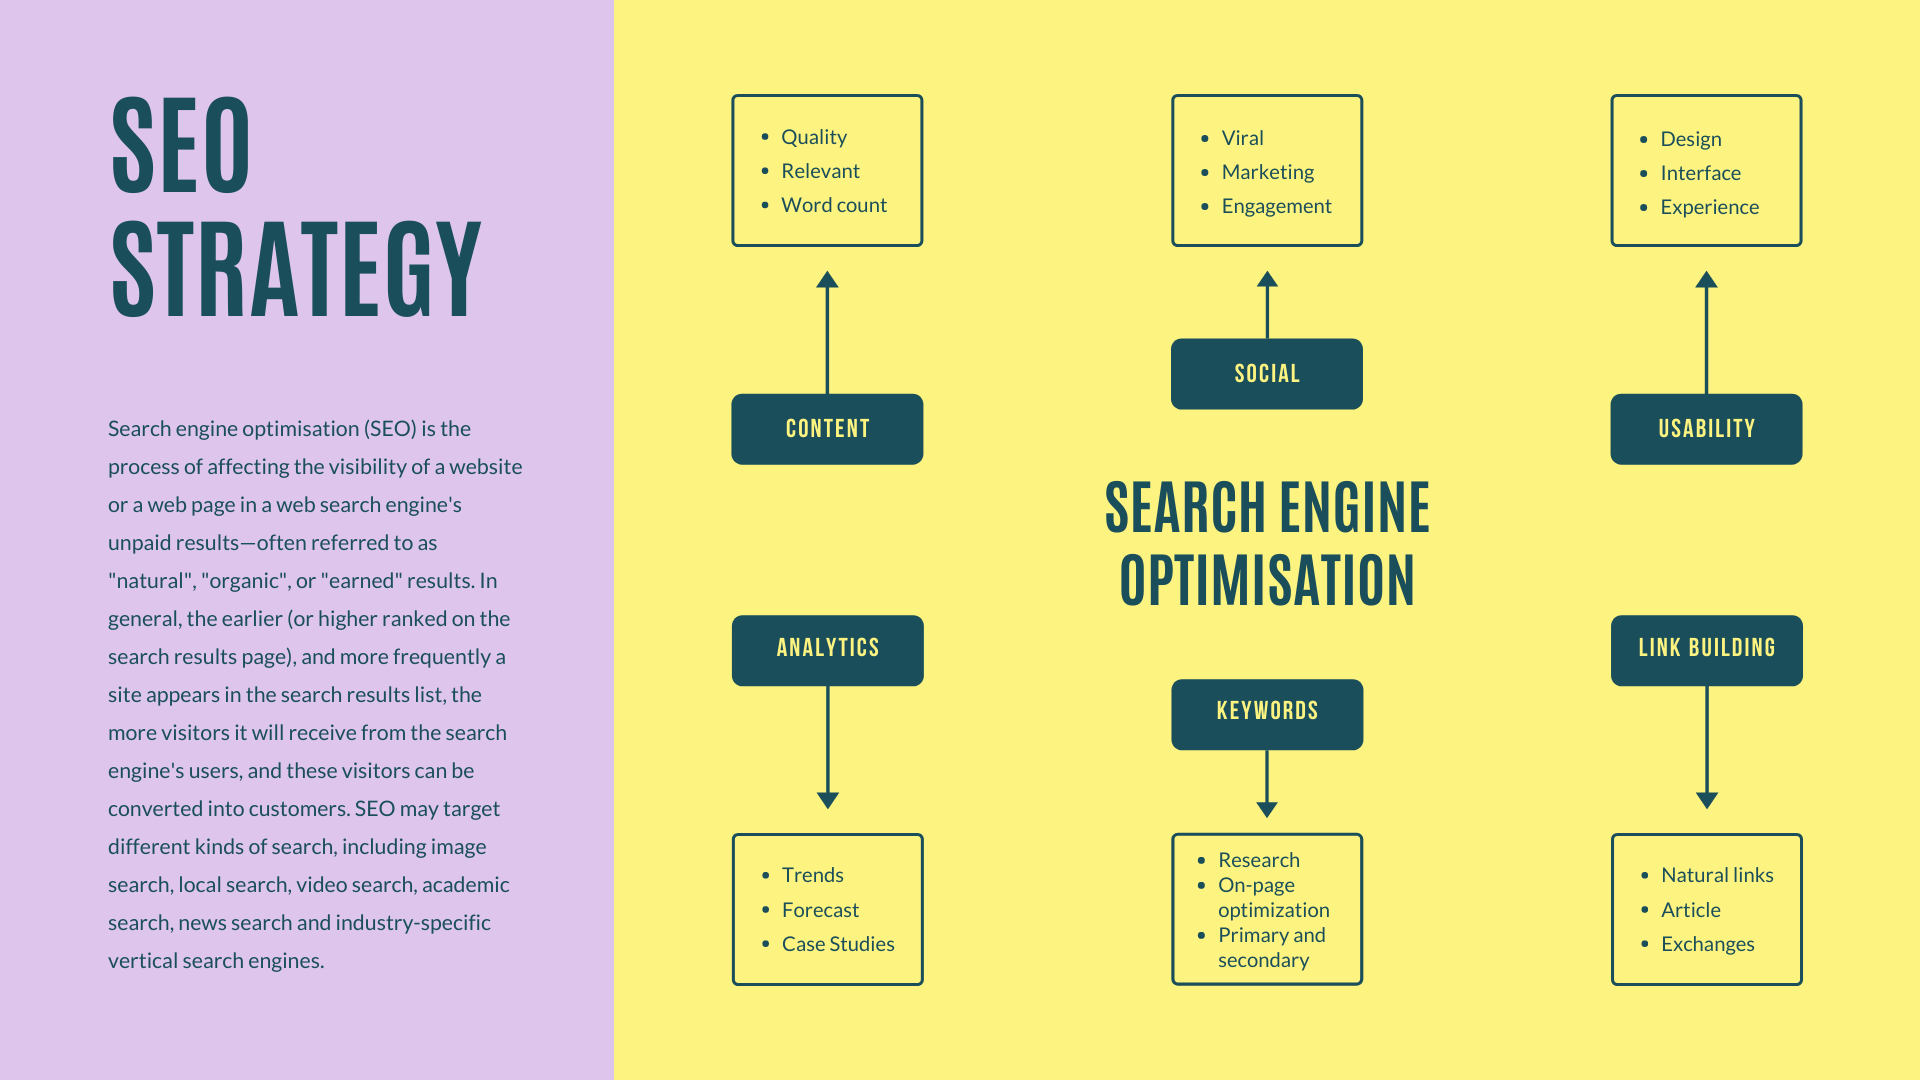 SEO
STRATEGY
Search engine optimisation (SEO) is the
process of affecting the visibility of a website
or a web page in a web search engine's
unpaid results—often referred to as
"natural", "organic", or "earned" results. In
general, the earlier (or higher ranked on the
search results page), and more frequently a
site appears in the search results list, the
more visitors it will receive from the search
engine's users, and these visitors can be
converted into customers. SEO may target
different kinds of search, including image
search, local search, video search, academic
search, news search and industry-specific
vertical search engines.
• Quality
• Relevant
• Word count
CONTENT
• Viral
• Marketing
• Engagement
SOCIAL
• Design
• Interface
• Experience
USABILITY
SEARCH ENGINE
OPTIMISATION
ANALYTICS
• Trends
• Forecast
• Case Studies
KEYWORDS
• Research
• On-page
optimization
• Primary and
secondary
LINK BUILDING
• Natural links
• Article
• Exchanges